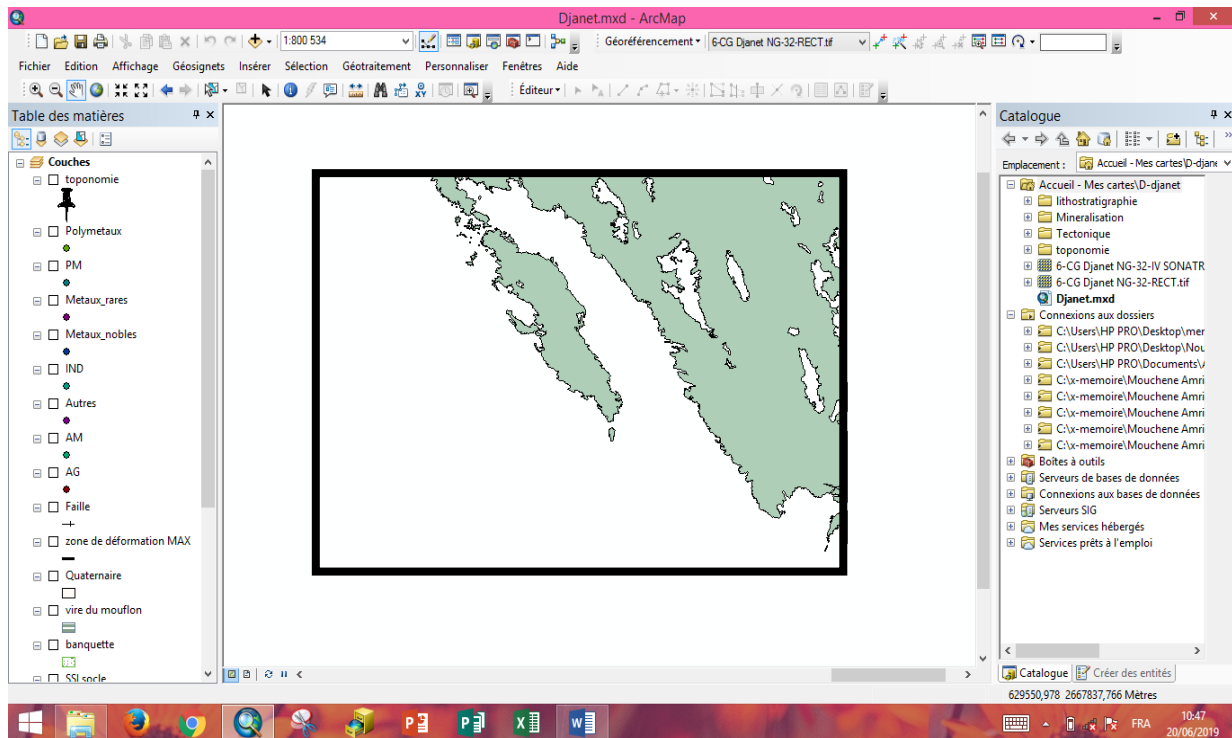 Djanet.mxd - ArcMap
1:800 534
Géoréférencement
6-CG Djanet NG-32-RECT.tif
Fichier Edition Affichage Géosignets Insérer Sélection Géotraitement Personnaliser Fenêtres Aide
Éditeur
Table des matières
Couches
toponomie
Polymetaux
PM
Metaux_rares
Metaux_nobles
IND
Autres
AM
AG
Faille
zone de déformation MAX
Quaternaire
vire du mouflon
banquette
SSI socle
Catalogue
Emplacement : Accueil - Mes cartes\D-djane
Accueil - Mes cartes\D-djanet
lithostratigraphie
Mineralisation
Tectonique
toponomie
6-CG Djanet NG-32-IV SONATR
6-CG Djanet NG-32-RECT.tif
Djanet.mxd
Connexions aux dossiers
C:\Users\HP PRO\Desktop\mer
C:\Users\HP PRO\Desktop\Nou
C:\Users\HP PRO\Documents\
C:\x-memoire\Mouchene Amri
C:\x-memoire\Mouchene Amri
C:\x-memoire\Mouchene Amri
C:\x-memoire\Mouchene Amri
C:\x-memoire\Mouchene Amri
Boîtes à outils
Serveurs de bases de données
Connexions aux bases de données
Serveurs SIG
Mes services hébergés
Services prêts à l'emploi
Catalogue Créer des entités
629550,978 2667837,766 Mètres
FRA
10:47
20/06/2019